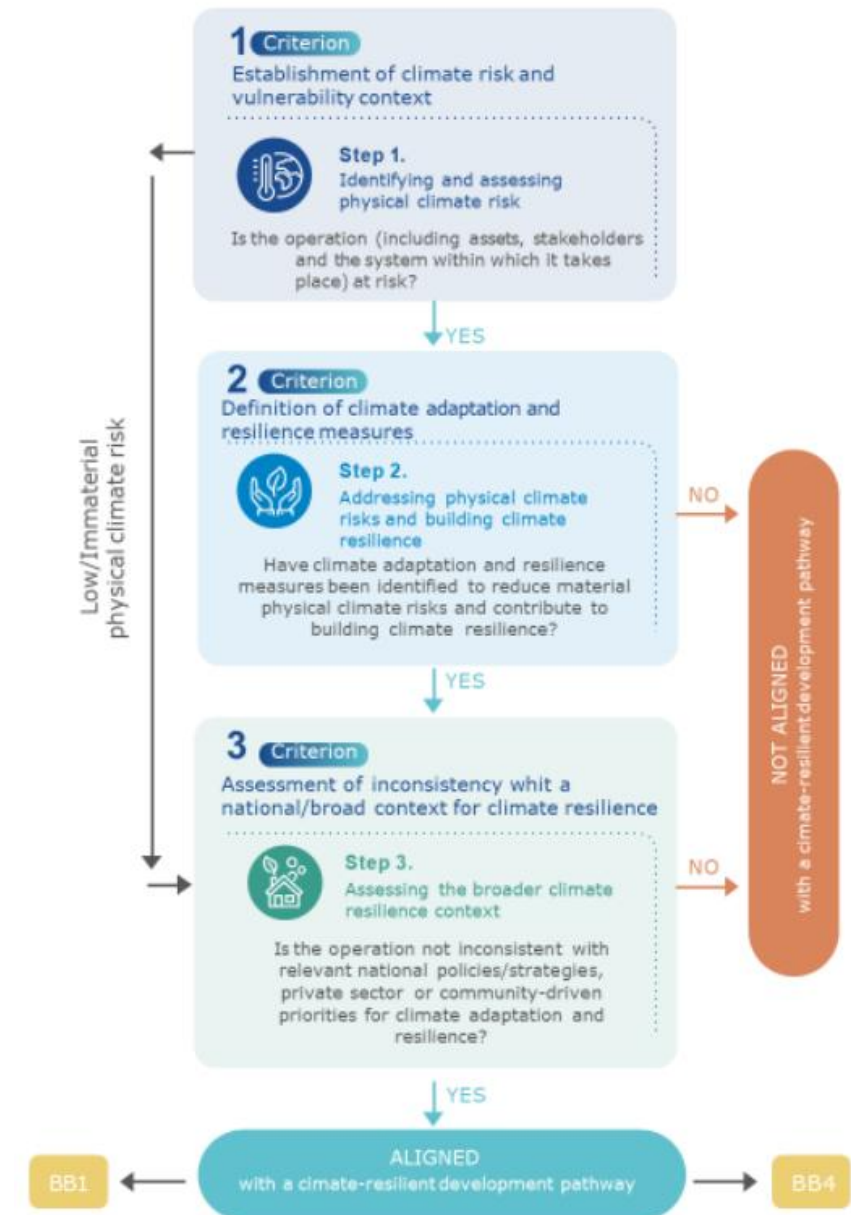 1 Criterion
Establishment of climate risk and
vulnerability context
Step 1.
Identifying and assessing
physical climate risk
Is the operation (including assets, stakeholders
and the system within which it takes
place) at risk?
YES
Low/Immaterial
physical climate risk
2 Criterion
Definition of climate adaptation and
resilience measures
Step 2.
Addressing physical climate
risks and building climate
resilience
Have climate adaptation and resilience
measures been identified to reduce material
physical climate risks and contribute to
building climate resilience?
NO
YES
NOT ALIGNED
with a cimate-resilient development pathway
3 Criterion
Assessment of inconsistency whit a
national/broad context for climate resilience
Step 3.
Assessing the broader climate
resilience context
Is the operation not inconsistent with
relevant national policies/strategies,
private sector or community-driven
priorities for climate adaptation and
resilience?
NO
YES
ALIGNED
with a cimate-resilient development pathway
BB1
BB4